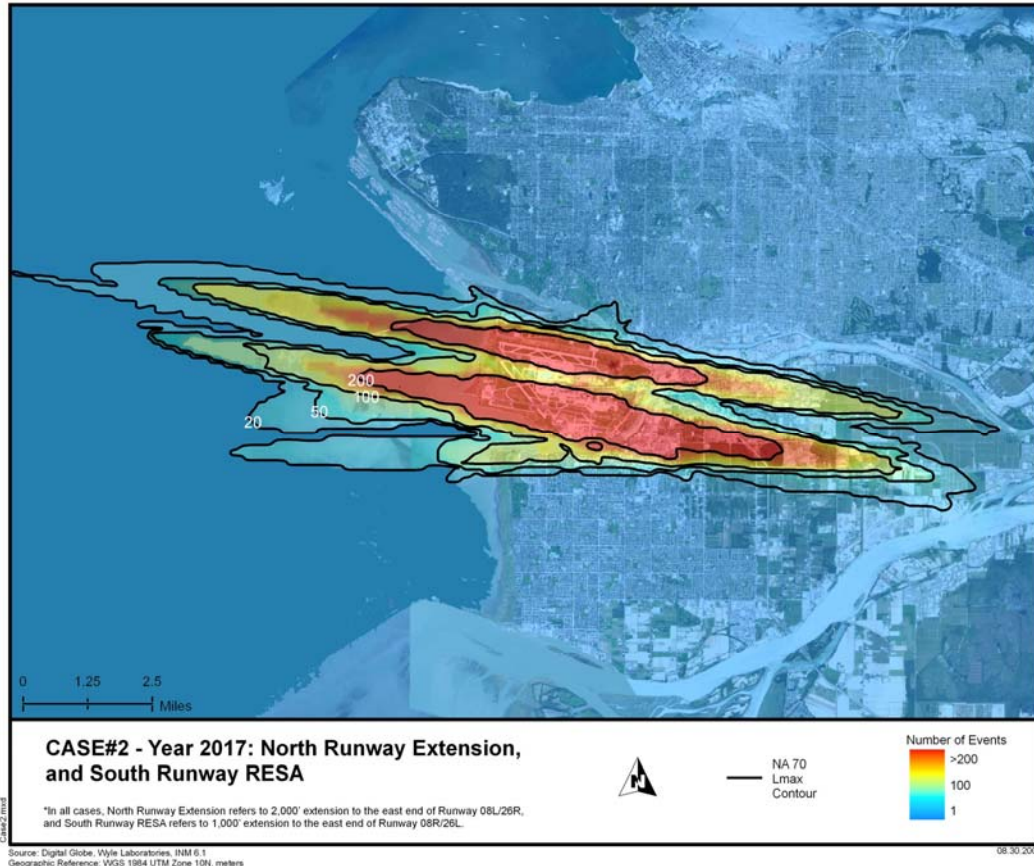 200
100
50
20
0 1.25 2.5
Miles
CASE#2 - Year 2017: North Runway Extension,
and South Runway RESA
*In all cases, North Runway Extension refers to 2,000' extension to the east end of Runway 08L/26R,
and South Runway RESA refers to 1,000' extension to the east end of Runway 08R/26L.
N
NA 70
Lmax
Contour
Number of Events
>200
100
1
Case2.mxd
Source: Digital Globe, Wyle Laboratories, INM 6.1
Geographic Reference: WGS 1984 UTM Zone 10N, meters